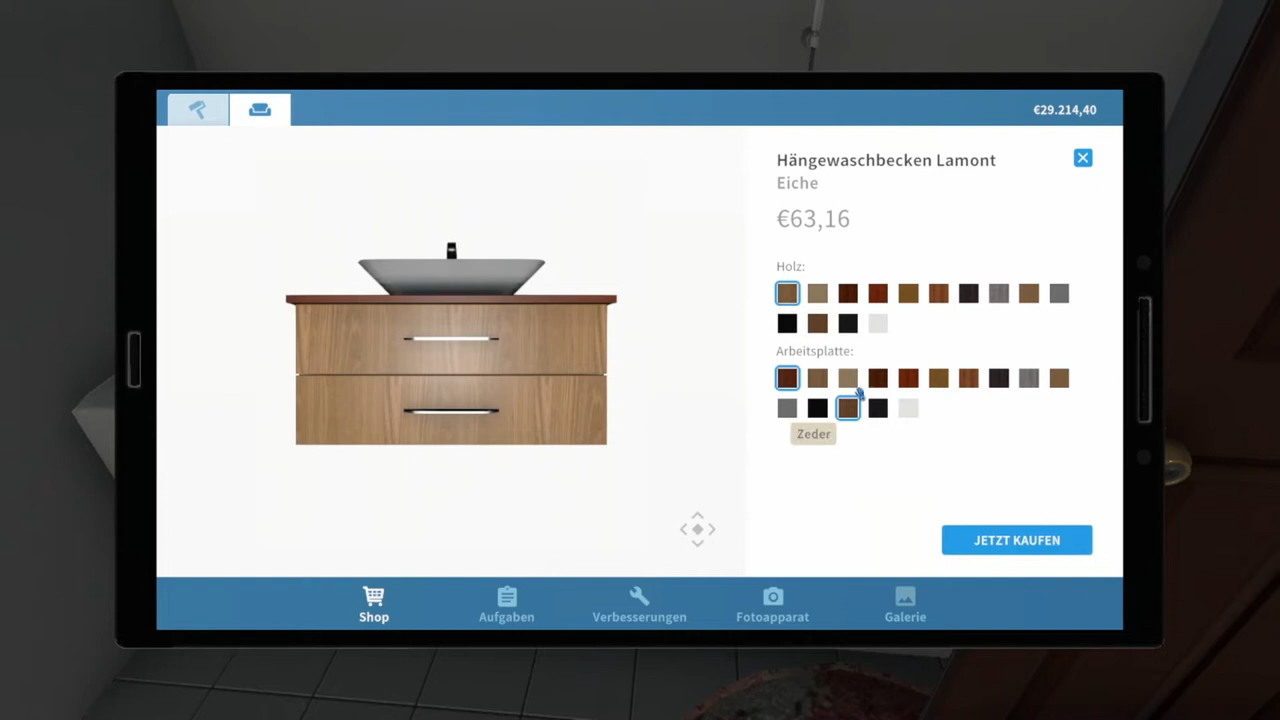 €29.214,40
Hängewaschbecken Lamont
Eiche
€63,16
Holz:
Arbeitsplatte:
Zeder
JETZT KAUFEN
Shop
Aufgaben
Verbesserungen
Fotoapparat
Galerie